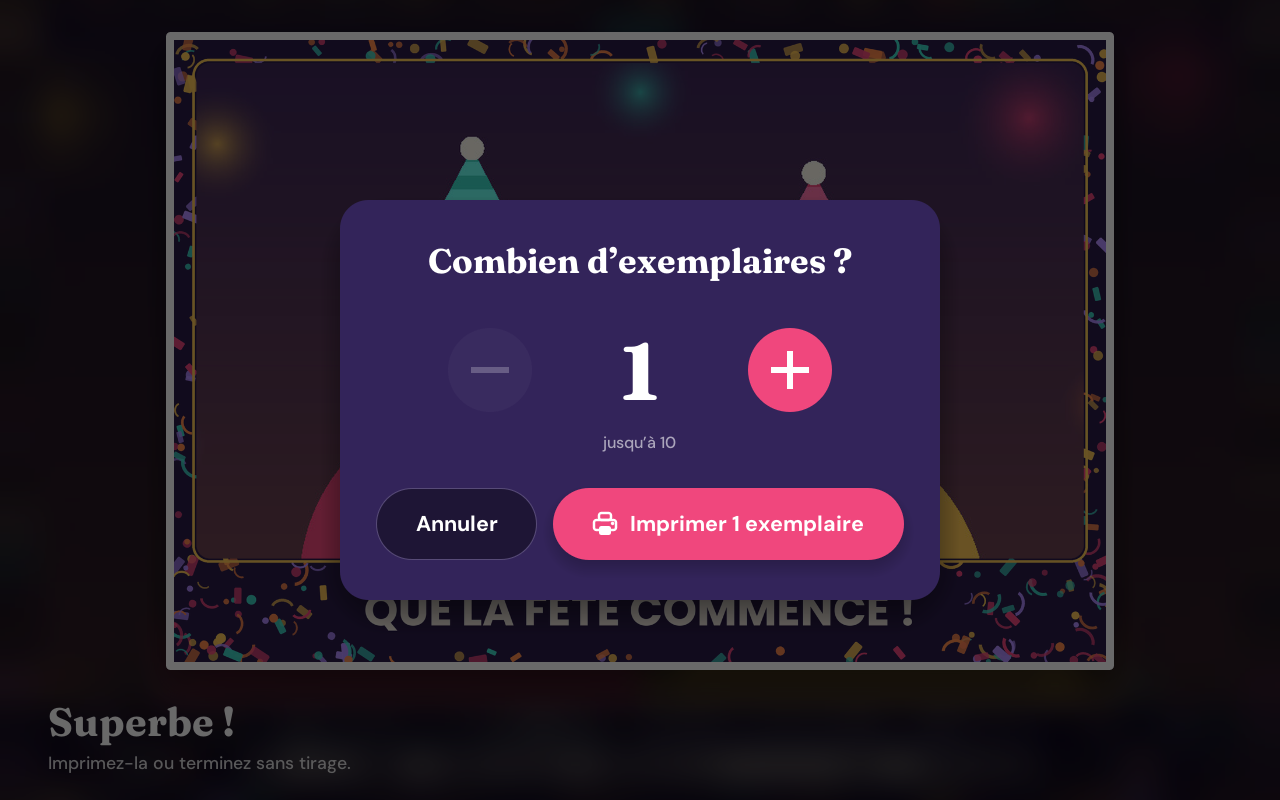 Combien d’exemplaires ?
1
jusqu’à 10
Annuler
Imprimer 1 exemplaire
QUE LA FÊTE COMMENCE !
Superbe !
Imprimez-la ou terminez sans tirage.